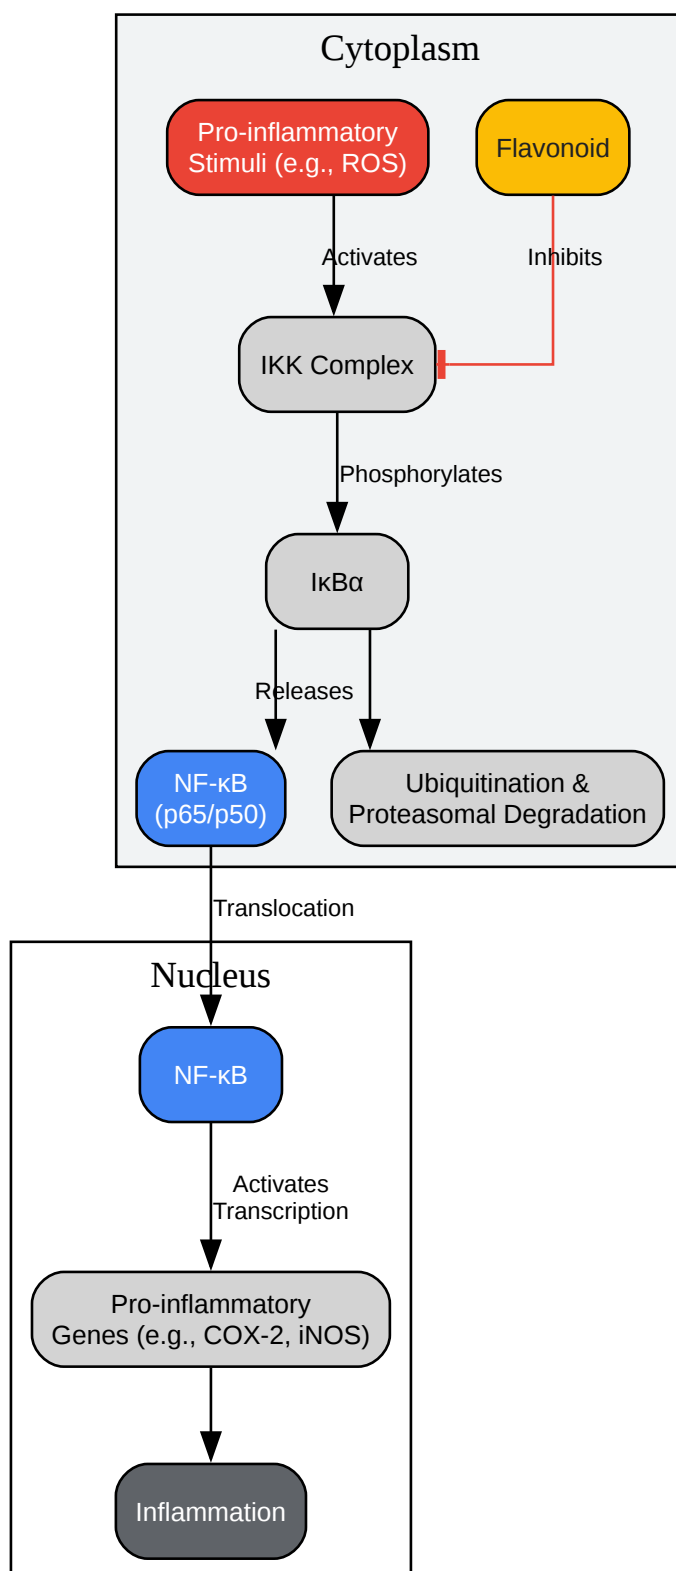 Cytoplasm
Pro-inflammatory
Stimuli (e.g., ROS)
Flavonoid
Activates
Inhibits
IKK Complex
Phosphorylates
IκBα
Releases
NF-κB
(p65/p50)
Ubiquitination &
Proteasomal Degradation
Translocation
Nucleus
NF-κB
Activates
Transcription
Pro-inflammatory
Genes (e.g., COX-2, iNOS)
Inflammation